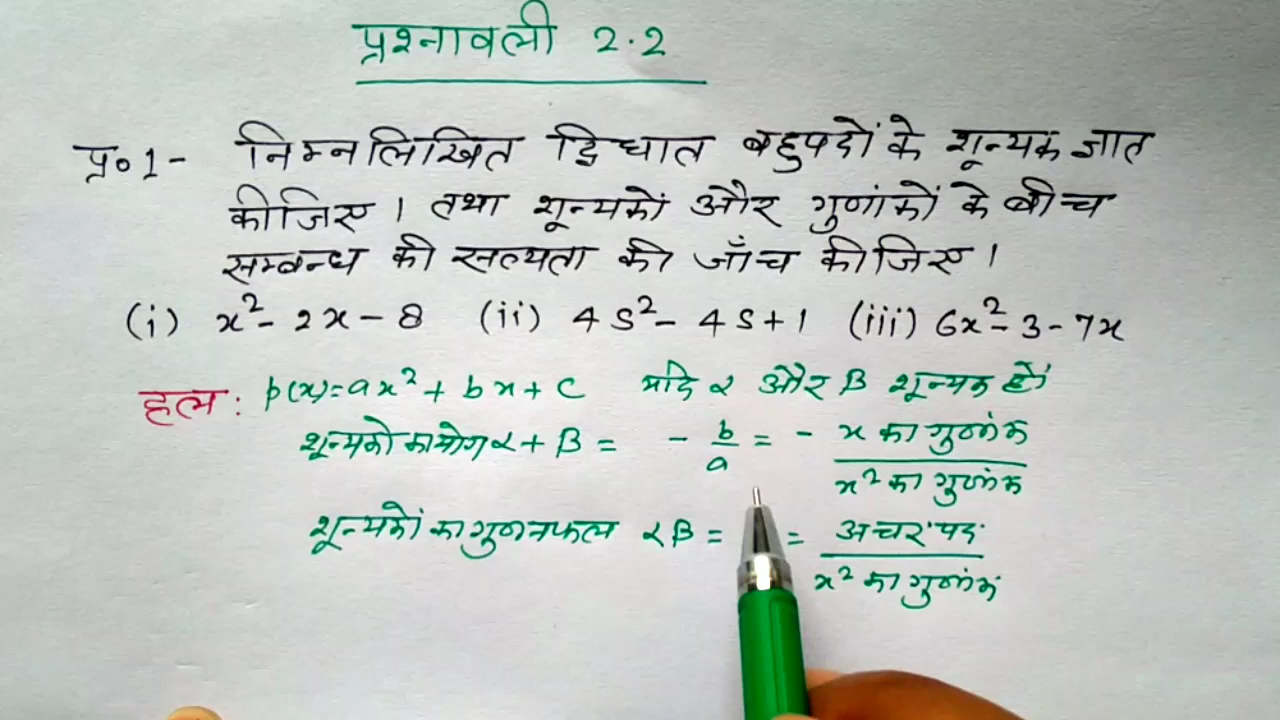 प्रश्नावली 2.2
प्र० 1- निम्नलिखित द्विघात बहुपदों के शून्यक ज्ञात
कीजिए । तथा शून्यकों और गुणांकों के बीच
सम्बन्ध की सत्यता की जाँच कीजिए ।
(i) x² - 2x - 8 (ii) 4s² - 4s + 1 (iii) 6x² - 3 - 7x
हल : p(x) = ax² + bx + c यदि α और β शून्यक हों
शून्यकों का योग α + β = - b/a = - x का गुणांक / x² का गुणांक
शून्यकों का गुणनफल αβ = = अचर पद / x² का गुणांक